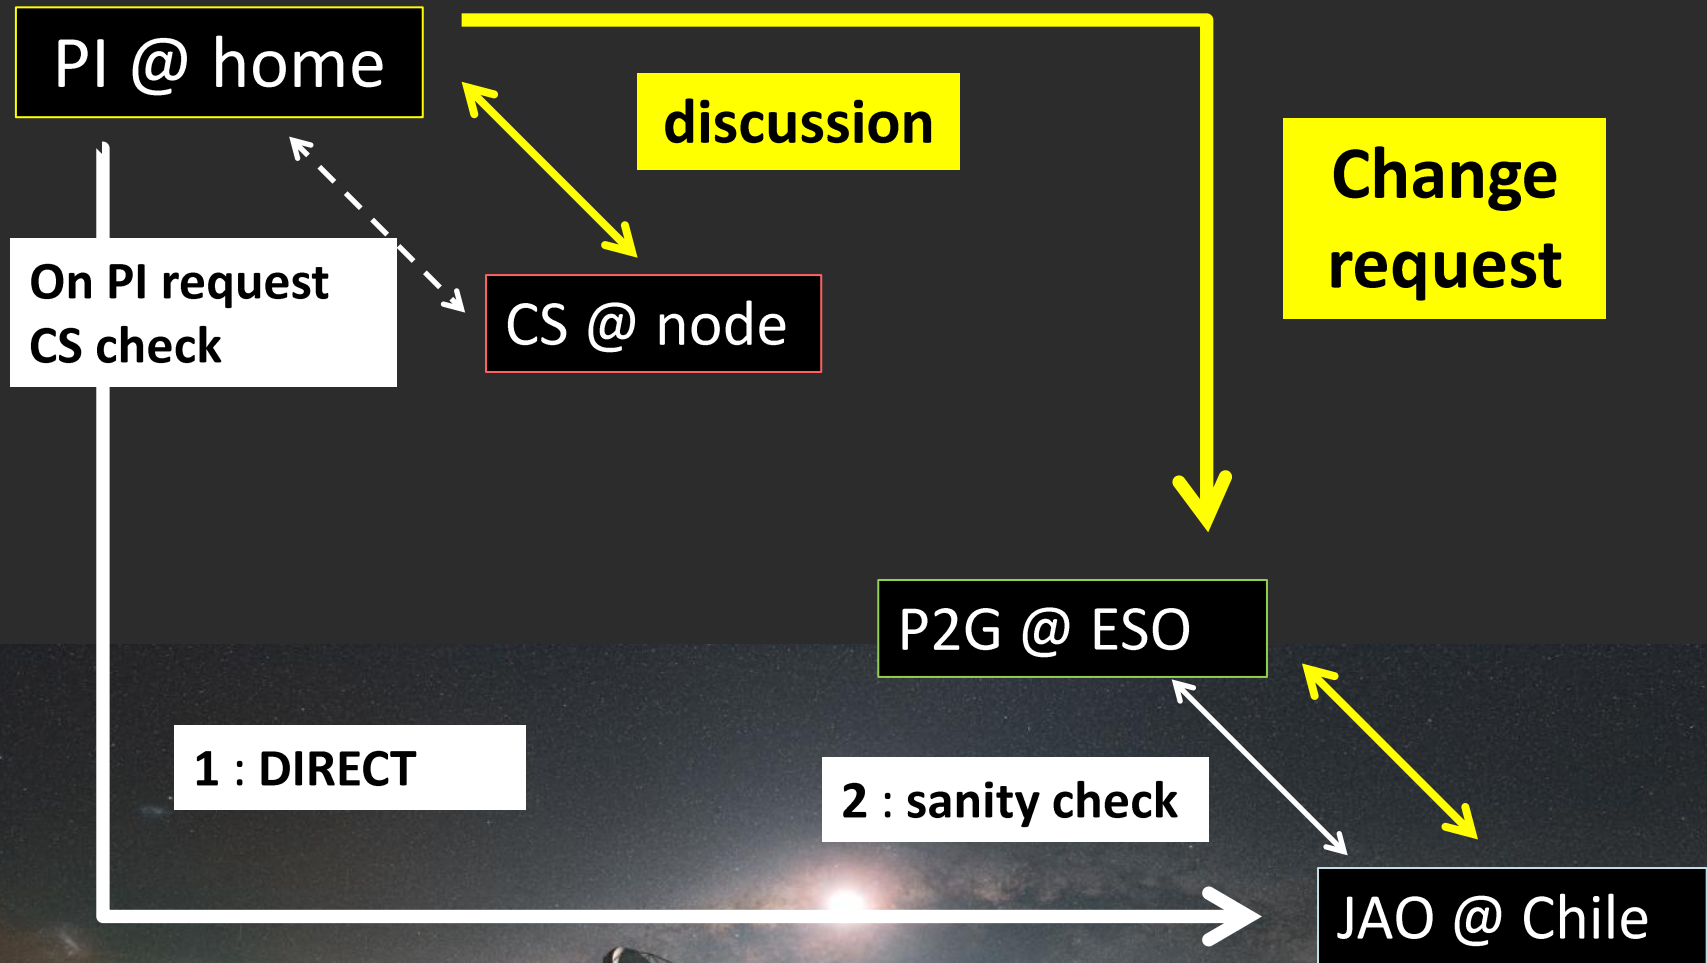 PI @ home
discussion
Change
request
On PI request
CS check
CS @ node
P2G @ ESO
1 : DIRECT
2 : sanity check
JAO @ Chile